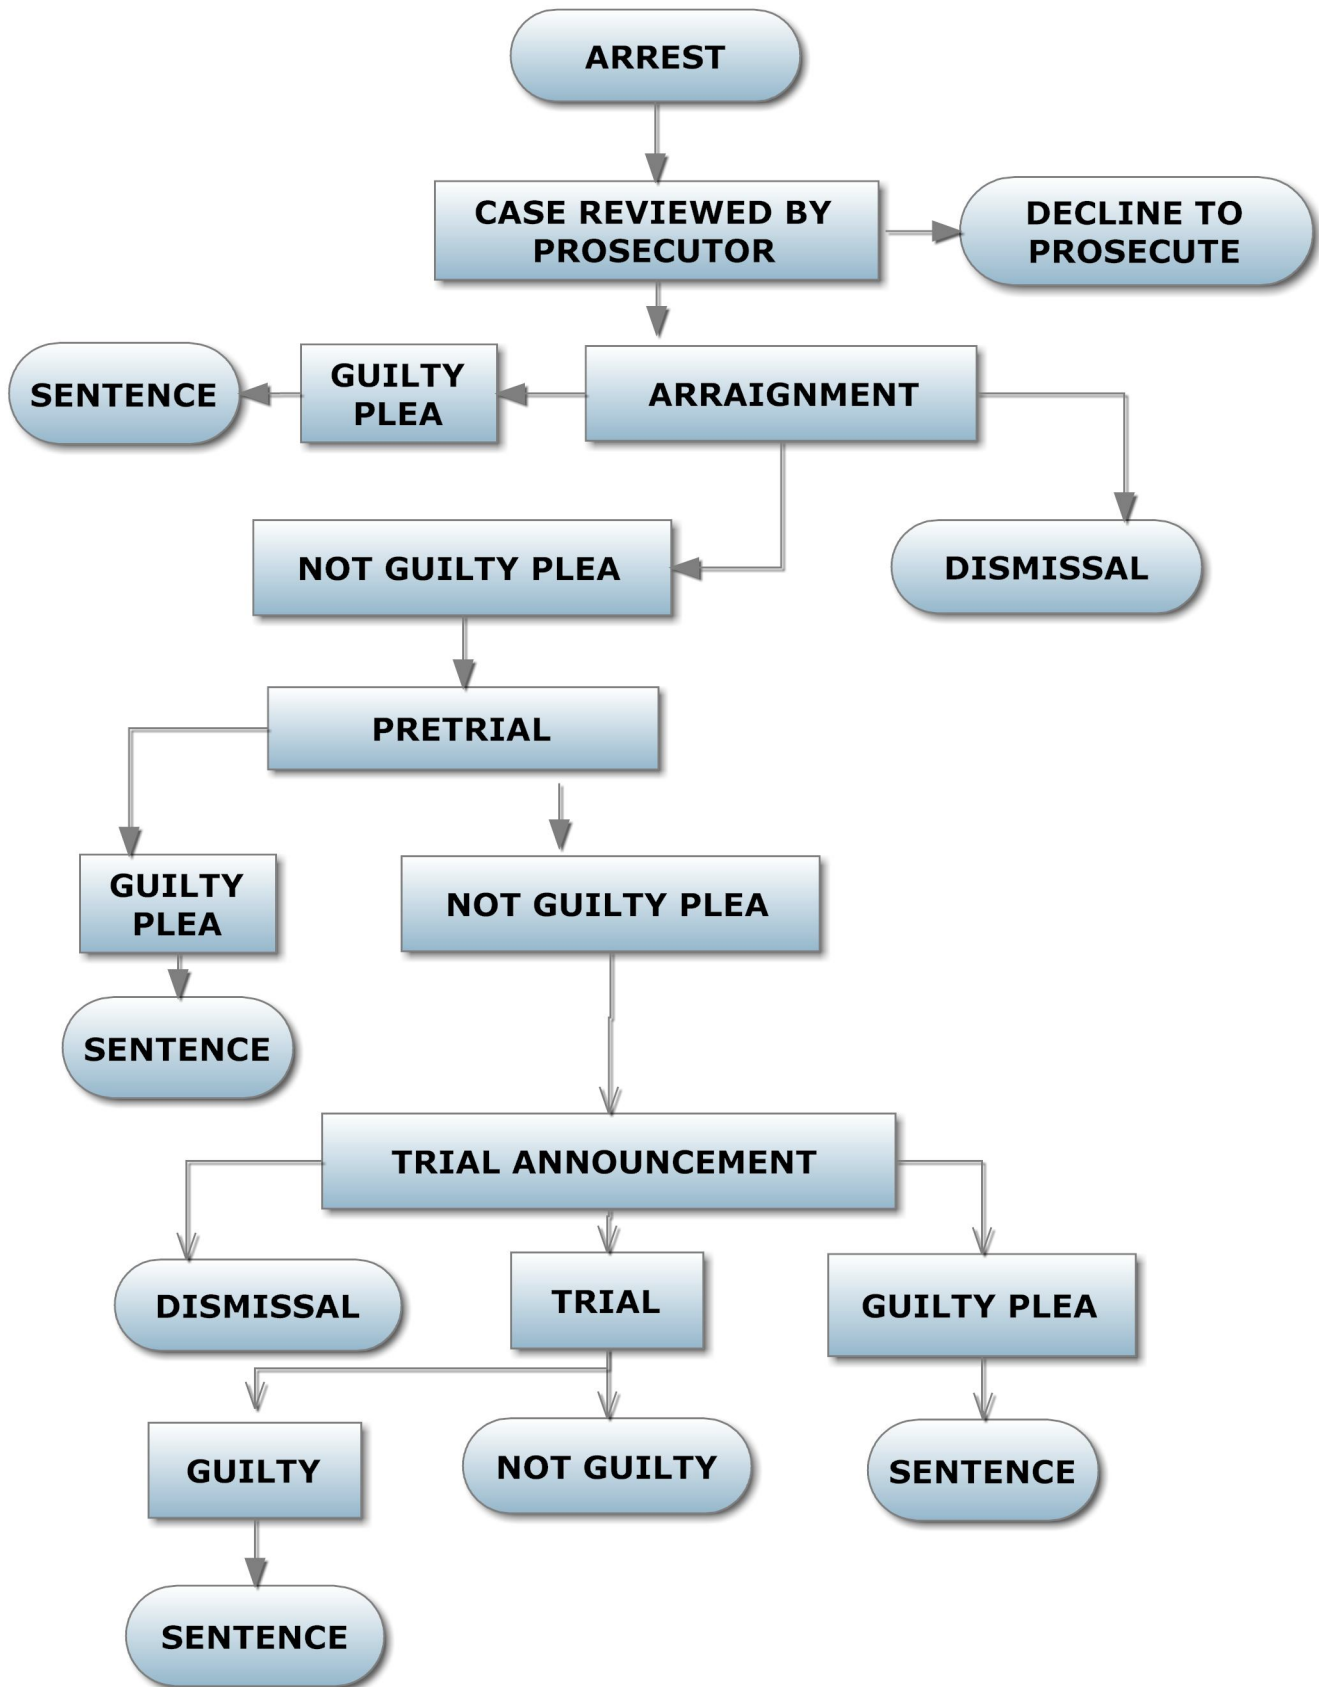 ARREST
CASE REVIEWED BY
PROSECUTOR
DECLINE TO
PROSECUTE
SENTENCE
GUILTY
PLEA
ARRAIGNMENT
NOT GUILTY PLEA
DISMISSAL
PRETRIAL
GUILTY
PLEA
NOT GUILTY PLEA
SENTENCE
TRIAL ANNOUNCEMENT
DISMISSAL
TRIAL
GUILTY PLEA
GUILTY
NOT GUILTY
SENTENCE
SENTENCE